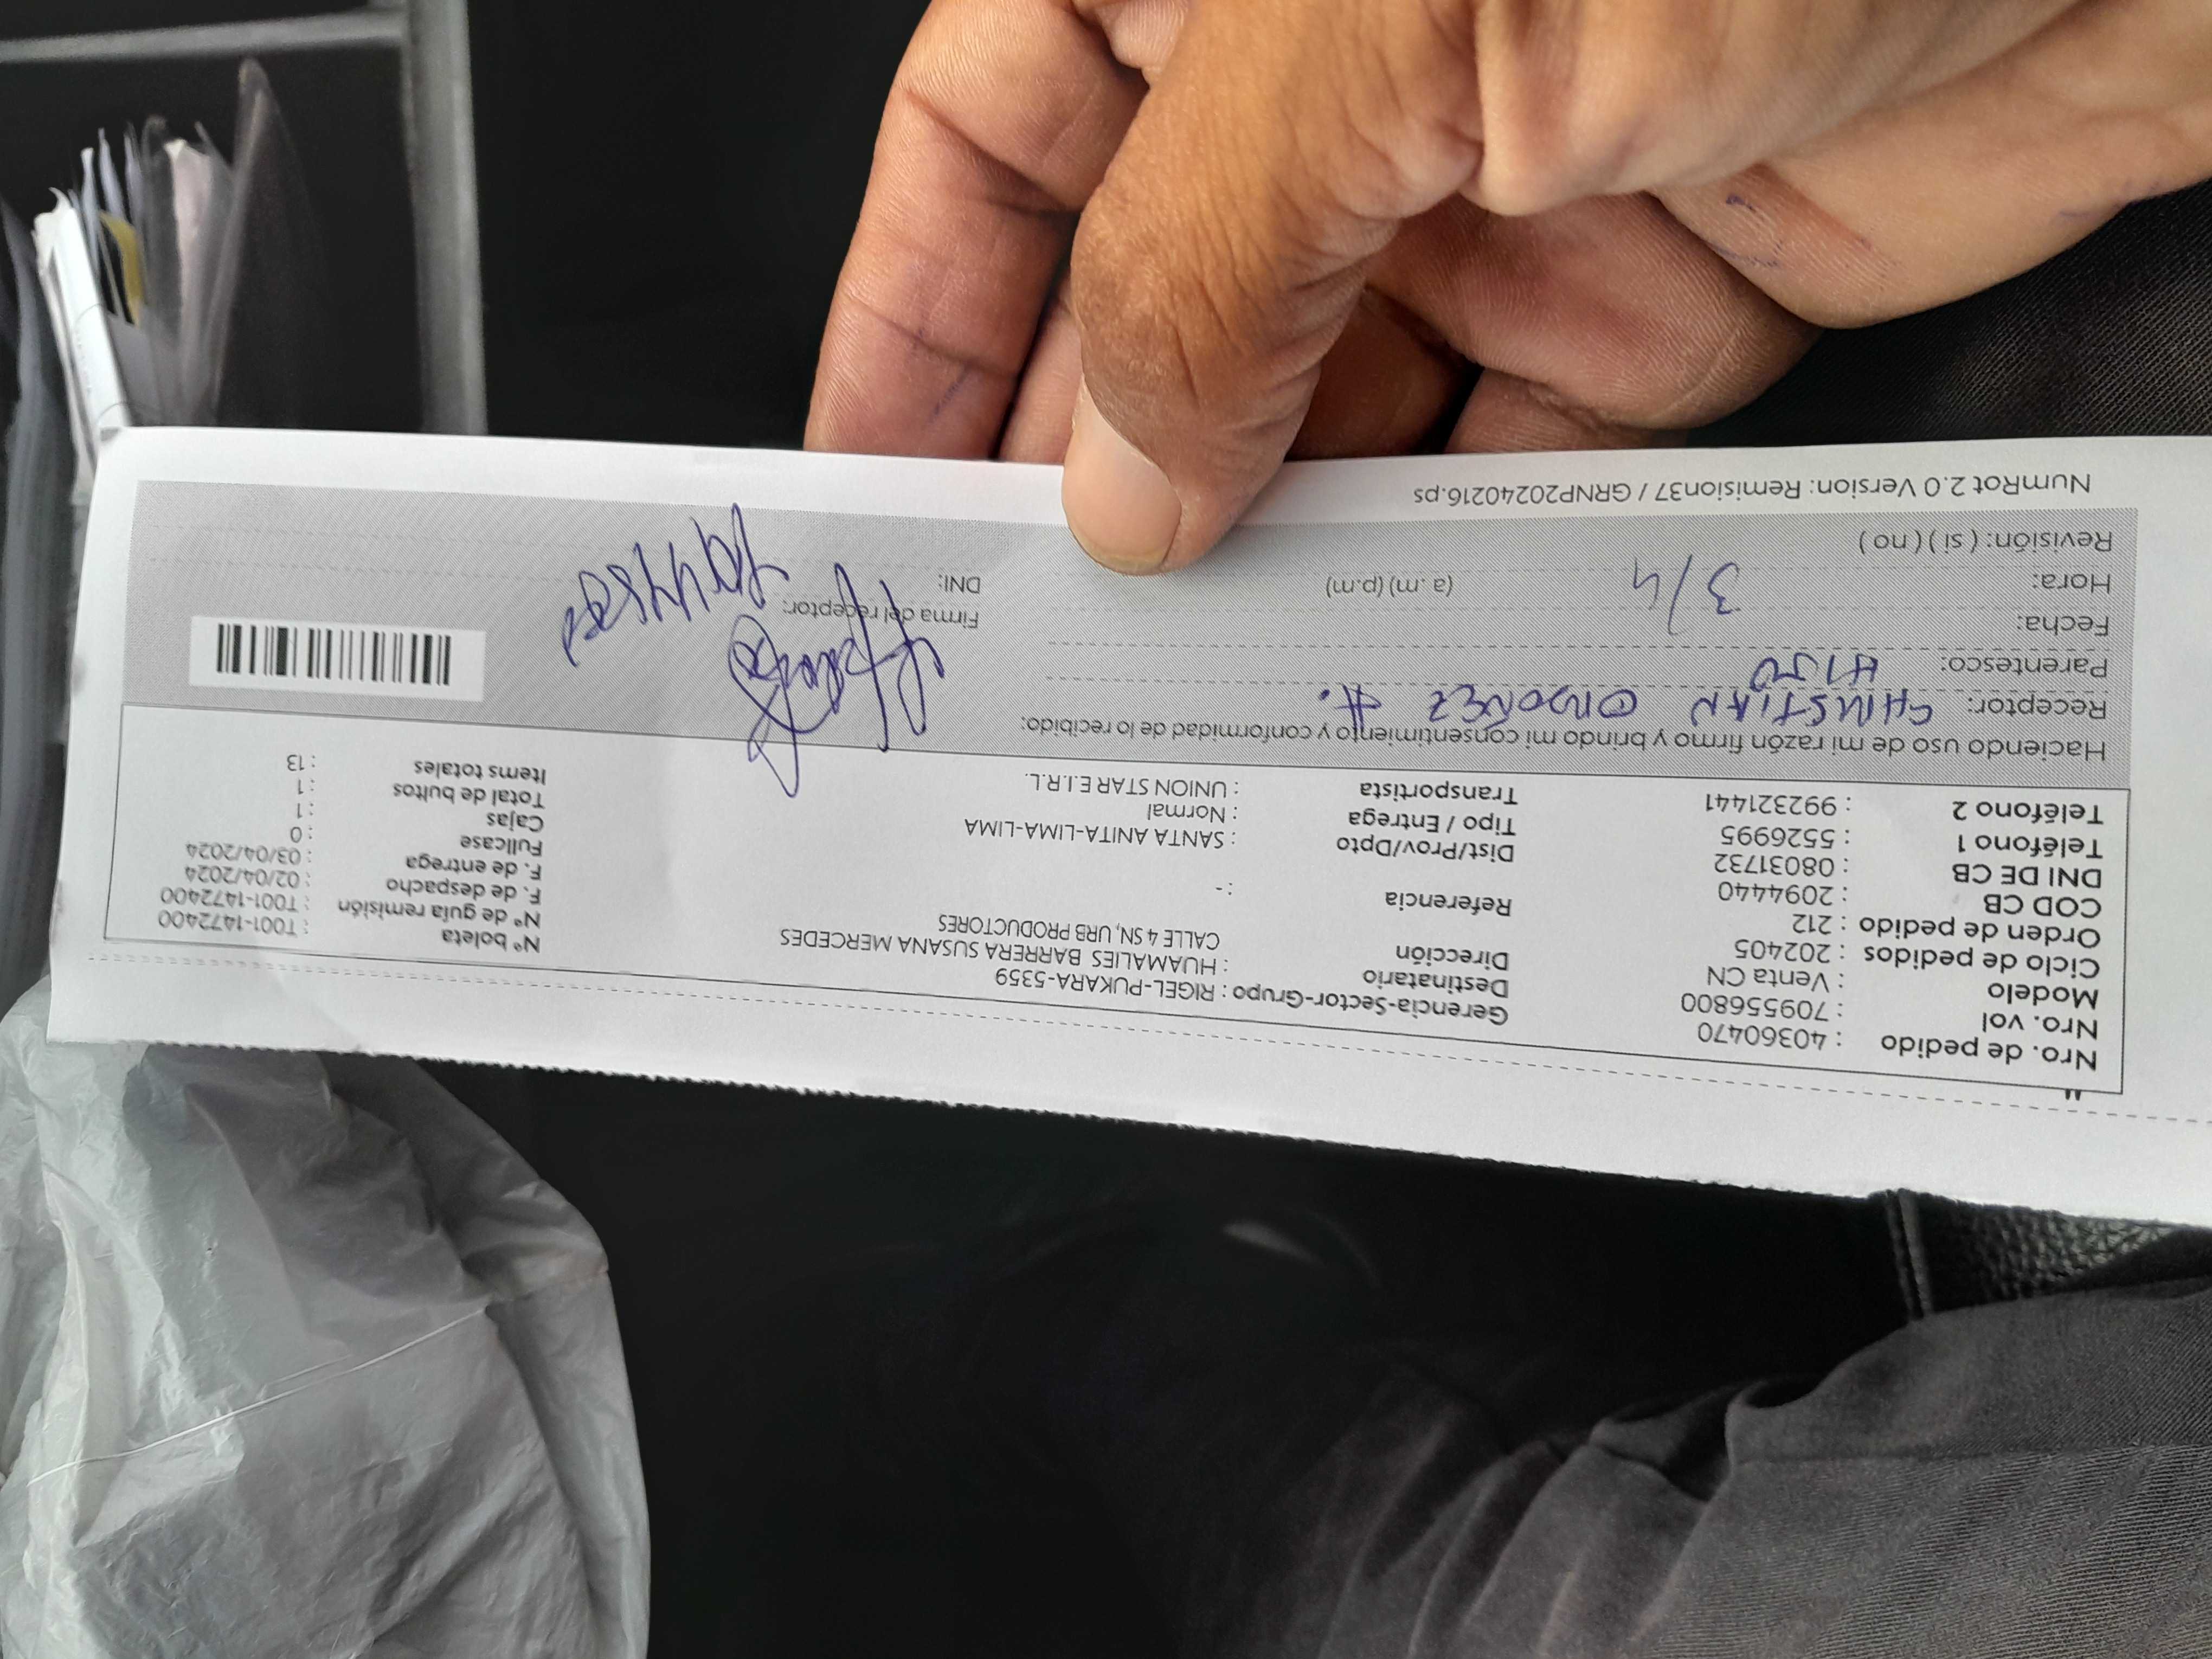 Nro. de pedido : 40360470
Nro. vol : 709556800
Modelo : Venta CN
Ciclo de pedidos : 202405
Orden de pedido : 212
COD CB : 2094440
DNI DE CB : 08031732
Teléfono 1 : 5526995
Teléfono 2 : 992321441
Gerencia-Sector-Grupo : RIGEL-PUKARA-5359
Destinatario : HUAMALIES BARRERA SUSANA MERCEDES
Dirección CALLE 4 SN, URB PRODUCTORES
Referencia : -
Dist/Prov/Dpto : SANTA ANITA-LIMA-LIMA
Tipo / Entrega : Normal
Transportista : UNION STAR E.I.R.L.
Nº boleta : T001-1472400
Nº de guía remisión : T001-1472400
F. de despacho : 02/04/2024
F. de entrega : 03/04/2024
Fullcase : 0
Cajas : 1
Total de bultos : 1
Items totales : 13
Haciendo uso de mi razón firmo y brindo mi consentimiento y conformidad de lo recibido:
Receptor: CHRISTIAN ORDOÑEZ H.
Parentesco: HIJO
Fecha: 3/4
Hora: (a.m) (p.m)
Revisión: ( si ) ( no )
Firma del receptor:
DNI:
NumRot 2.0 Version: Remision37 / GRNP20240216.ps